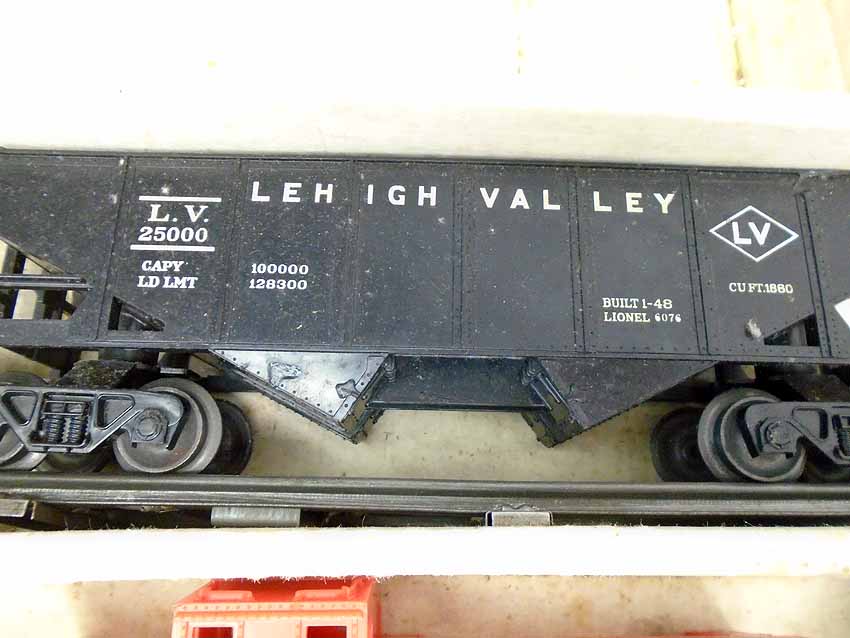 LEHIGH VALLEY
L.V.
25000
CAPY 100000
LD LMT 128300
BUILT 1-48
LIONEL 6076
LV
CU FT. 1860